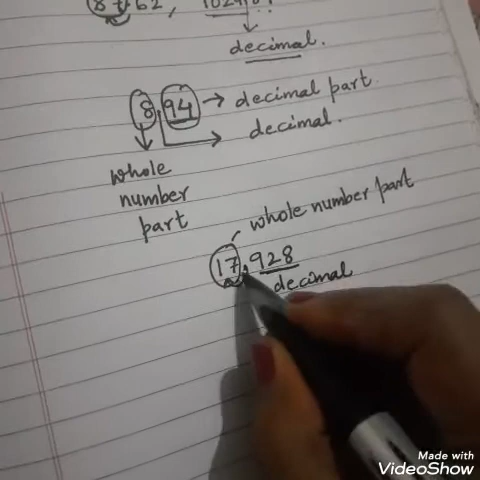 decimal.
8.94 → decimal part.
decimal.
whole
number
part
whole number part
17.928
decimal
Made with
VideoShow